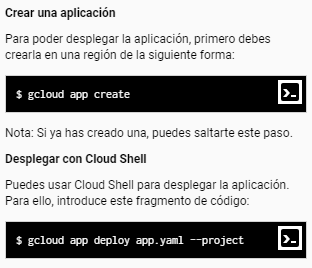 Crear una aplicación
Para poder desplegar la aplicación, primero debes
crearla en una región de la siguiente forma:
$ gcloud app create
Nota: Si ya has creado una, puedes saltarte este paso.
Desplegar con Cloud Shell
Puedes usar Cloud Shell para desplegar la aplicación.
Para ello, introduce este fragmento de código:
$ gcloud app deploy app.yaml --project